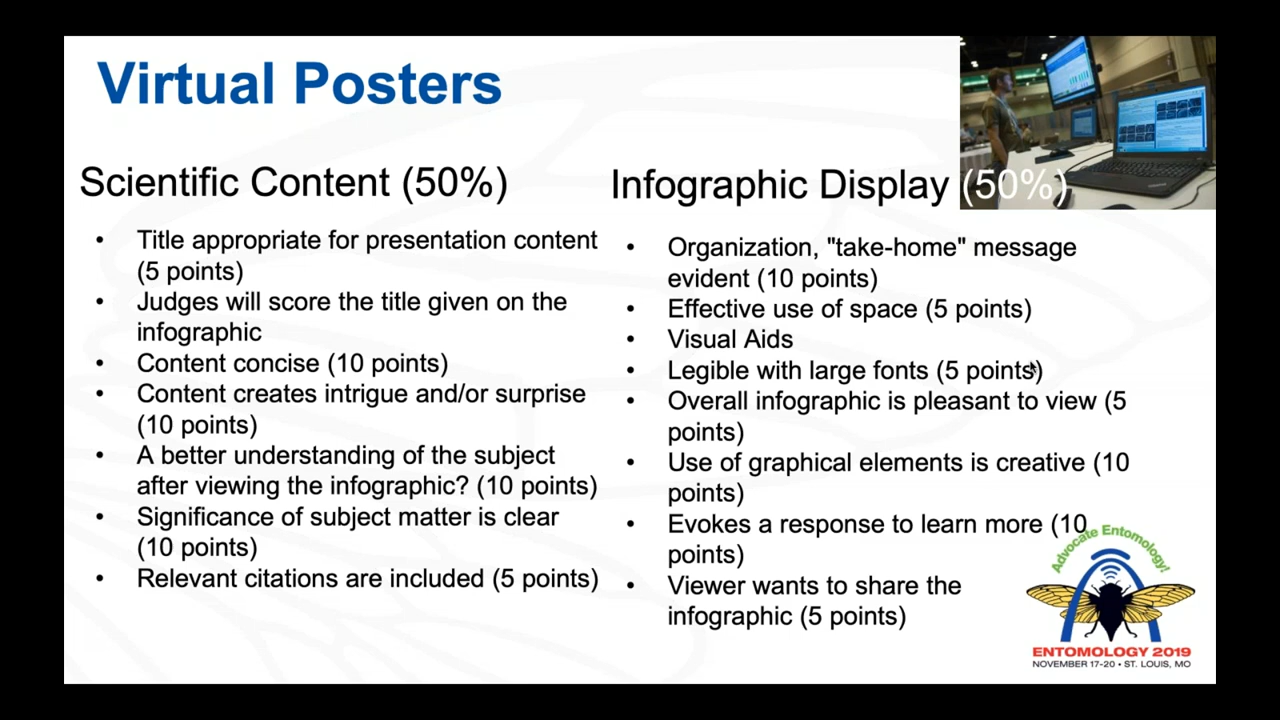 Virtual Posters
Scientific Content (50%)
• Title appropriate for presentation content
(5 points)
• Judges will score the title given on the
infographic
• Content concise (10 points)
• Content creates intrigue and/or surprise
(10 points)
• A better understanding of the subject
after viewing the infographic? (10 points)
• Significance of subject matter is clear
(10 points)
• Relevant citations are included (5 points)
Infographic Display (50%)
• Organization, "take-home" message
evident (10 points)
• Effective use of space (5 points)
• Visual Aids
• Legible with large fonts (5 points)
• Overall infographic is pleasant to view (5
points)
• Use of graphical elements is creative (10
points)
• Evokes a response to learn more (10
points)
• Viewer wants to share the
infographic (5 points)
Advocate Entomology!
ENTOMOLOGY 2019
NOVEMBER 17-20 • ST. LOUIS, MO